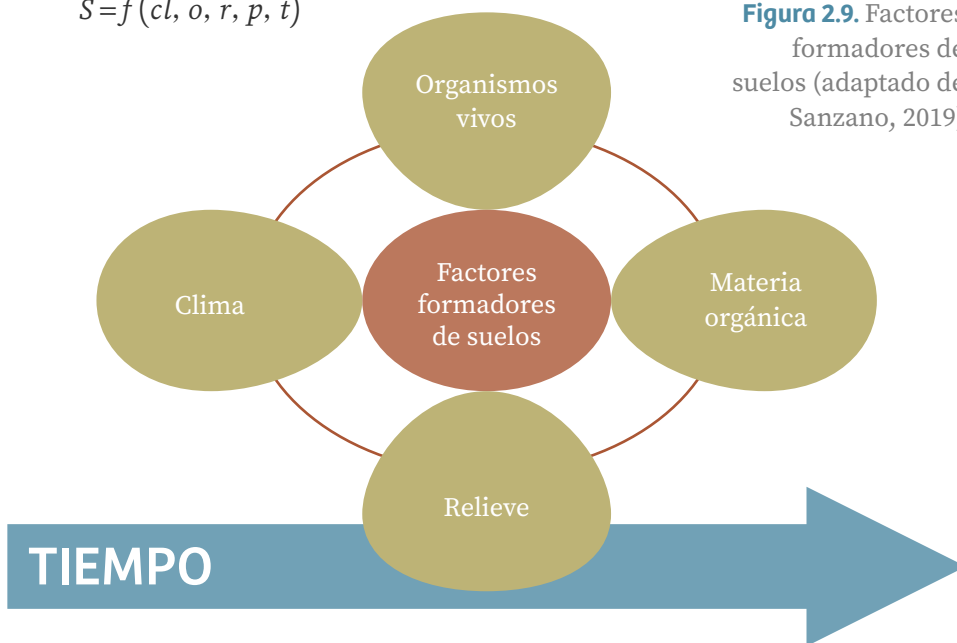 S=f (cl, o, r, p, t)
Figura 2.9. Factores
formadores de
suelos (adaptado de
Sanzano, 2019)
Organismos
vivos
Clima
Factores
formadores
de suelos
Materia
orgánica
Relieve
TIEMPO